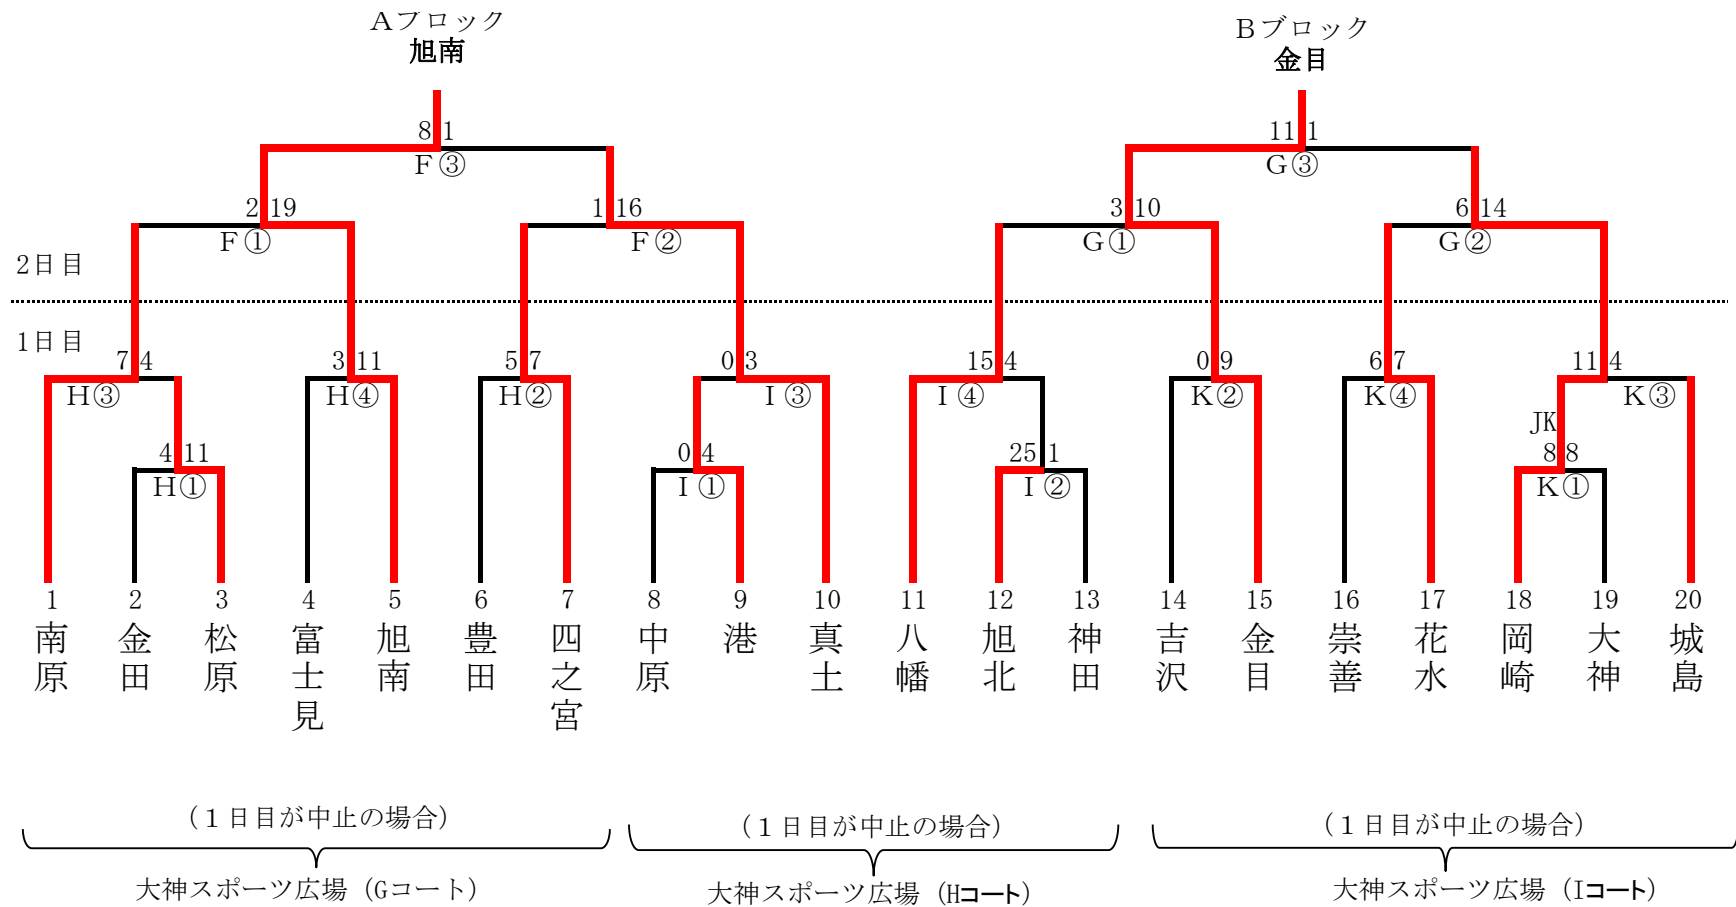 Aブロック
旭南
Bブロック
金目
8 1
F③
11 1
G③
2 19
F①
1 16
F②
3 10
G①
6 14
G②
2日目
1日目
7 4
H③
3 11
H④
5 7
H②
0 3
I③
15 4
I④
0 9
K②
6 7
K④
11 4
K③
4 11
H①
0 4
I①
25 1
I②
JK
8 8
K①
1 2 3 4 5 6 7 8 9 10 11 12 13 14 15 16 17 18 19 20
南原 金田 松原 富士見 旭南 豊田 四之宮 中原 港 真土 八幡 旭北 神田 吉沢 金目 崇善 花水 岡崎 大神 城島
(1日目が中止の場合)
(1日目が中止の場合)
(1日目が中止の場合)
大神スポーツ広場 (Gコート)
大神スポーツ広場 (Hコート)
大神スポーツ広場 (Iコート)